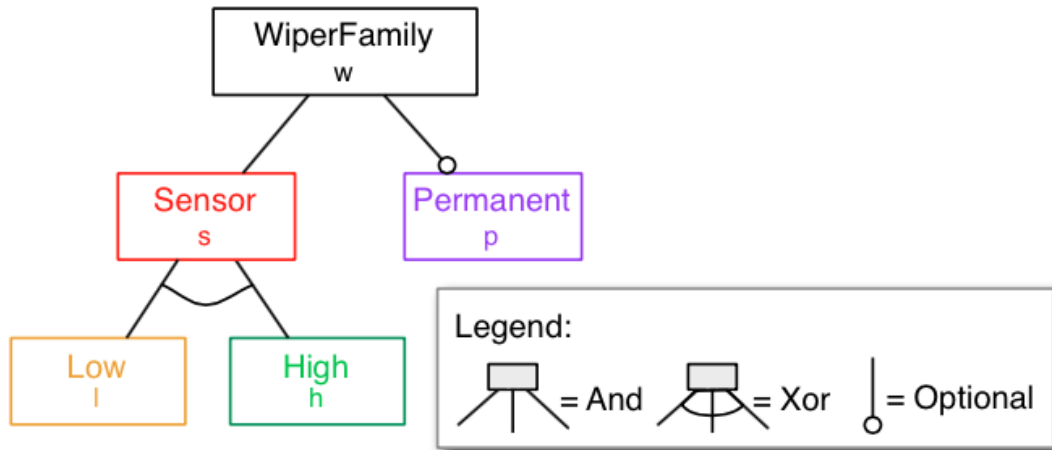 WiperFamily
w
Sensor
s
Permanent
p
Low
l
High
h
Legend:
= And
= Xor
= Optional